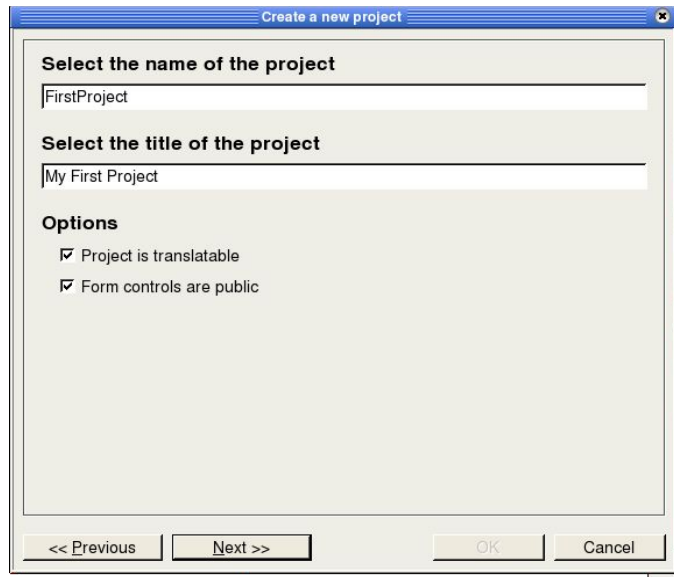 Create a new project
Select the name of the project
FirstProject
Select the title of the project
My First Project
Options
Project is translatable
Form controls are public
<< Previous
Next >>
OK
Cancel